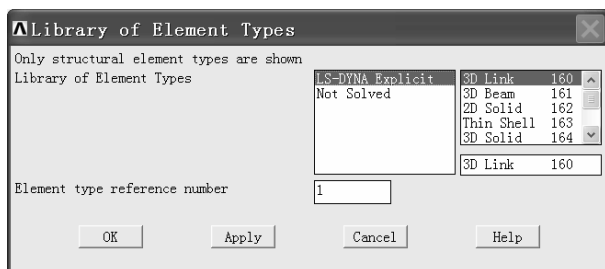 Library of Element Types
Only structural element types are shown
Library of Element Types
LS-DYNA Explicit
Not Solved
3D Link 160
3D Beam 161
2D Solid 162
Thin Shell 163
3D Solid 164
3D Link 160
Element type reference number
1
OK Apply Cancel Help